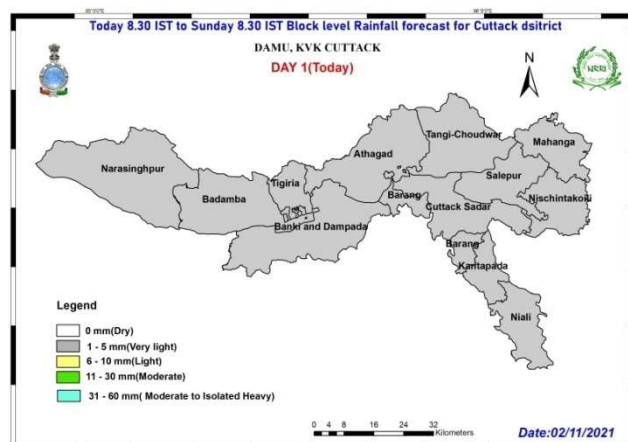 Today 8.30 IST to Sunday 8.30 IST Block level Rainfall forecast for Cuttack dsitrict
DAMU, KVK CUTTACK
DAY 1(Today)
N
NRRI
Tangi-Choudwar
Mahanga
Athagad
Narasinghpur
Tigiria
Salepur
Badamba
Barang
Nischintakoili
Cuttack Sadar
Banki and Dampada
Barang
Kantapada
Niali
Legend
0 mm(Dry)
1 - 5 mm(Very light)
6 - 10 mm(Light)
11 - 30 mm(Moderate)
31 - 60 mm( Moderate to Isolated Heavy)
0 4 8 16 24 32
Kilometers
Date:02/11/2021